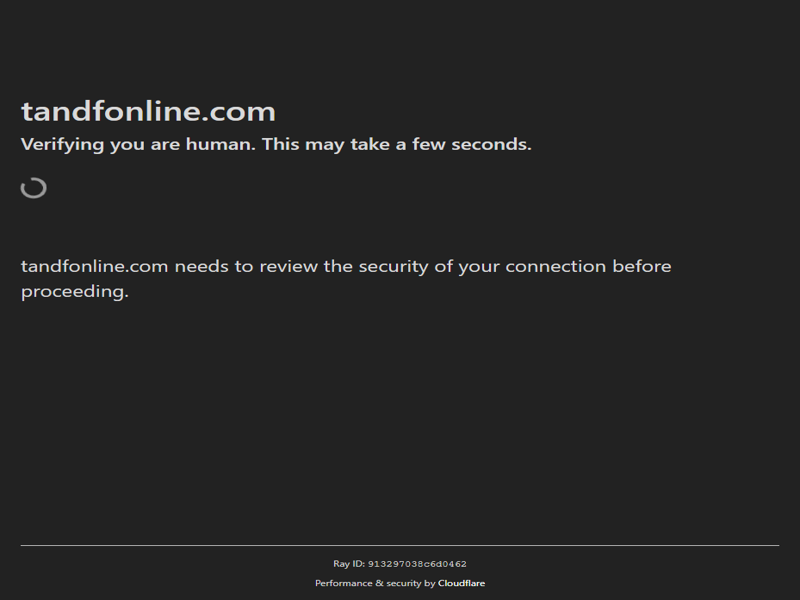 tandfonline.com
Verifying you are human. This may take a few seconds.
tandfonline.com needs to review the security of your connection before
proceeding.
Ray ID: 913297038c6d0462
Performance & security by Cloudflare